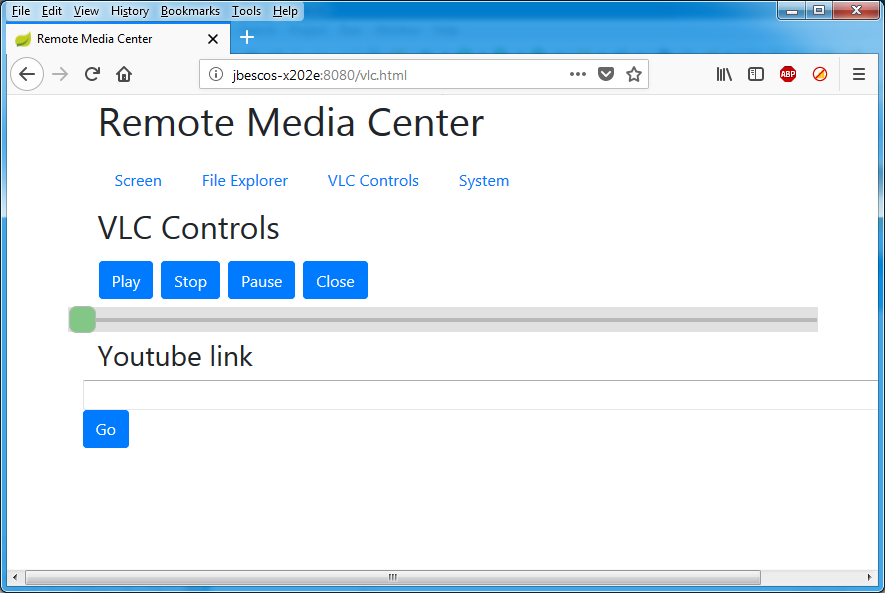 File Edit View History Bookmarks Tools Help
Remote Media Center
jbescos-x202e:8080/vlc.html
ABP
Remote Media Center
Screen File Explorer VLC Controls System
VLC Controls
Play Stop Pause Close
Youtube link
Go